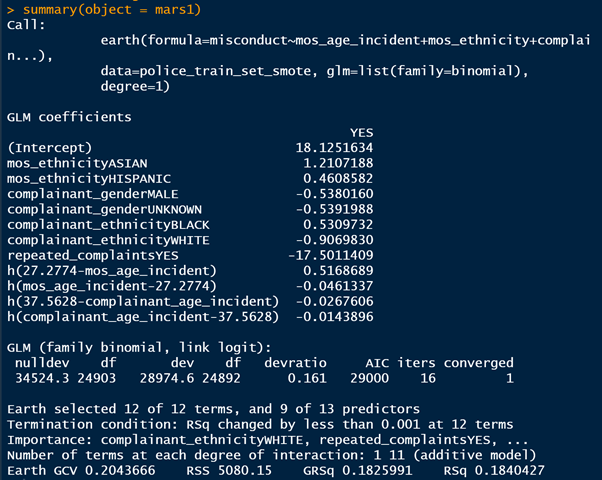 > summary(object = mars1)
Call:
earth(formula=misconduct~mos_age_incident+mos_ethnicity+complai
n...),
data=police_train_set_smote, glm=list(family=binomial),
degree=1)
GLM coefficients
YES
(Intercept) 18.1251634
mos_ethnicityASIAN 1.2107188
mos_ethnicityHISPANIC 0.4608582
complainant_genderMALE -0.5380160
complainant_genderUNKNOWN -0.5391988
complainant_ethnicityBLACK 0.5309732
complainant_ethnicityWHITE -0.9069830
repeated_complaintsYES -17.5011409
h(27.2774-mos_age_incident) 0.5168689
h(mos_age_incident-27.2774) -0.0461337
h(37.5628-complainant_age_incident) -0.0267606
h(complainant_age_incident-37.5628) -0.0143896
GLM (family binomial, link logit):
nulldev df dev df devratio AIC iters converged
34524.3 24903 28974.6 24892 0.161 29000 16 1
Earth selected 12 of 12 terms, and 9 of 13 predictors
Termination condition: RSq changed by less than 0.001 at 12 terms
Importance: complainant_ethnicityWHITE, repeated_complaintsYES, ...
Number of terms at each degree of interaction: 1 11 (additive model)
Earth GCV 0.2043666 RSS 5080.15 GRSq 0.1825991 RSq 0.1840427